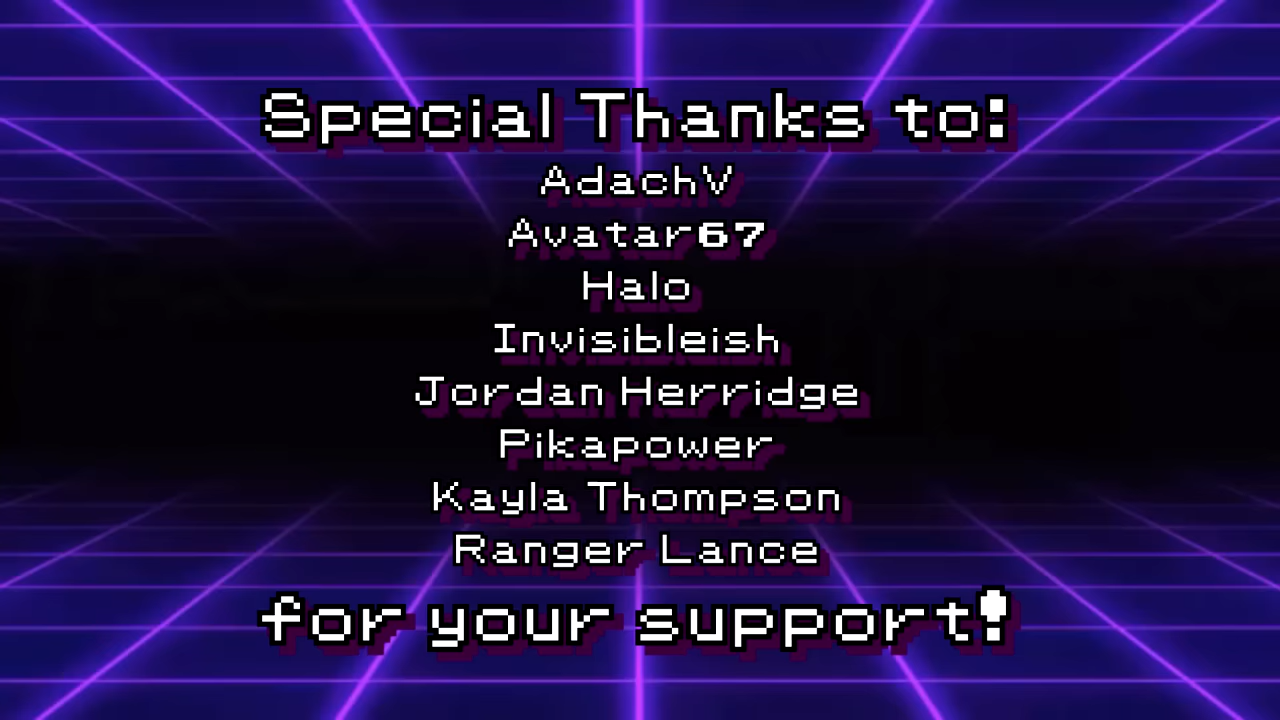 Special Thanks to:
AdachV
Avatar67
Halo
Invisibleish
Jordan Herridge
Pikapower
Kayla Thompson
Ranger Lance
for your support!